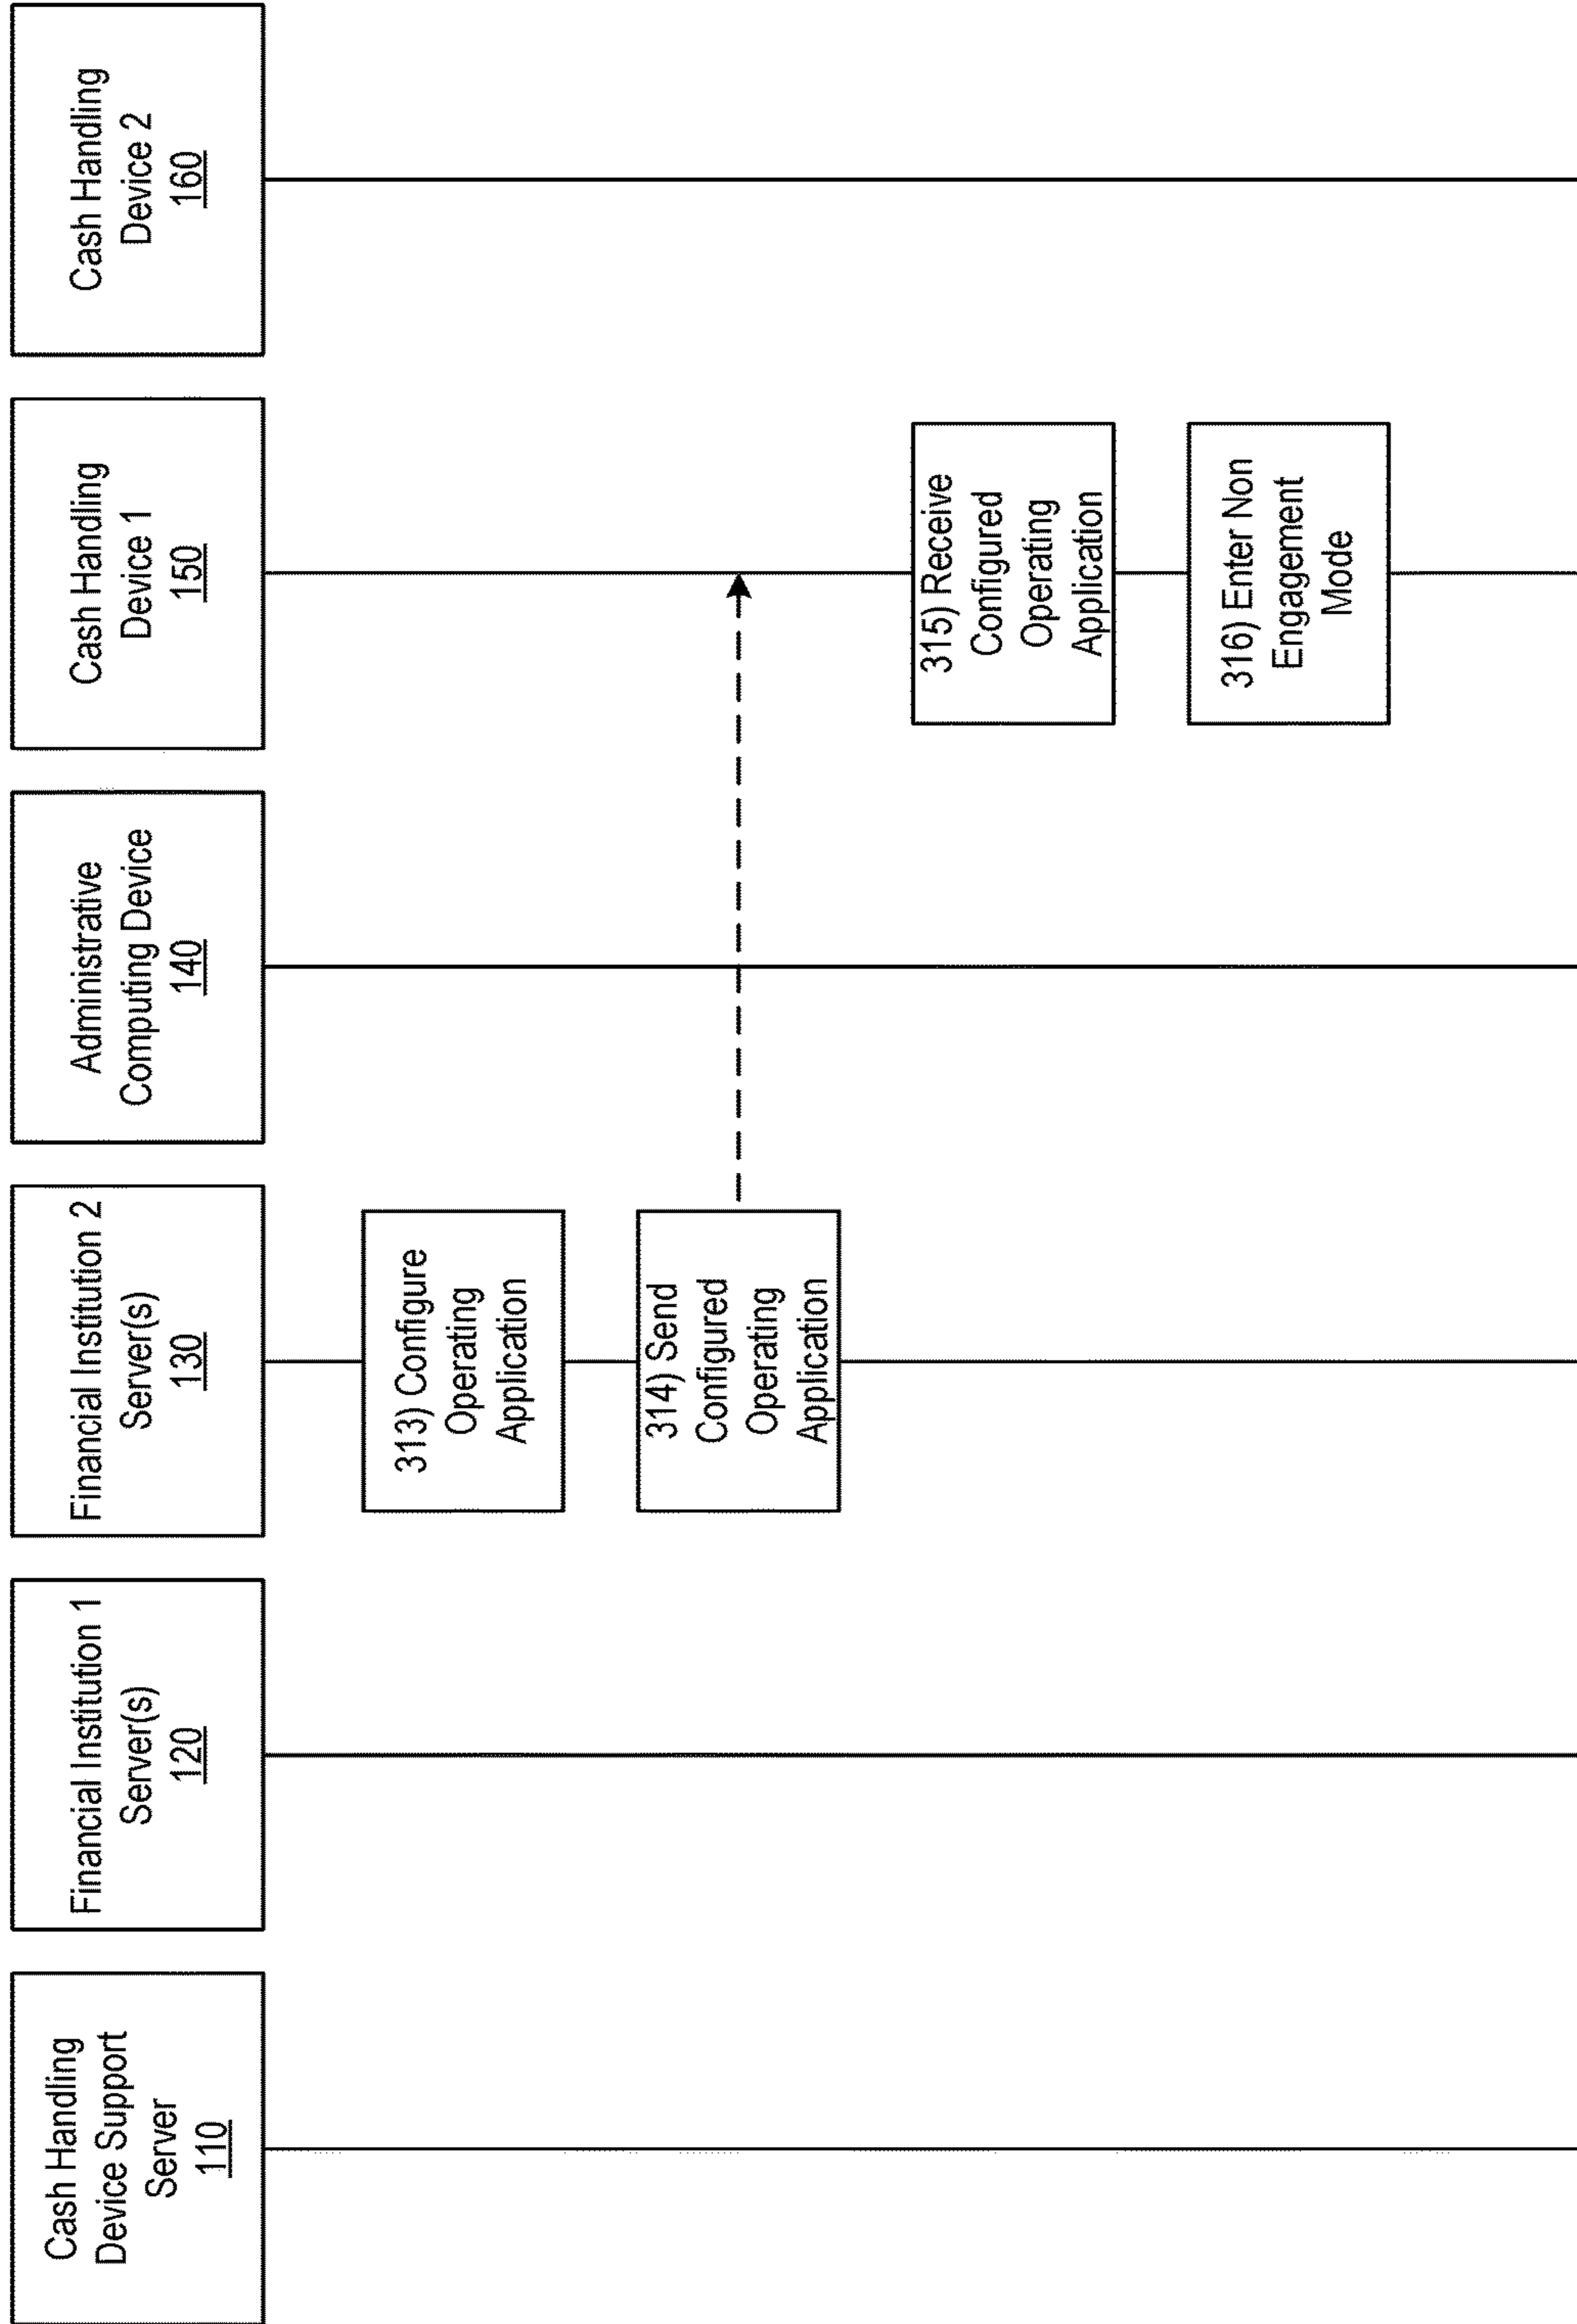 Cash Handling
Device Support
Server
110
Financial Institution 1
Server(s)
120
Financial Institution 2
Server(s)
130
Administrative
Computing Device
140
Cash Handling
Device 1
150
Cash Handling
Device 2
160
313) Configure
Operating
Application
314) Send
Configured
Operating
Application
315) Receive
Configured
Operating
Application
316) Enter Non
Engagement
Mode